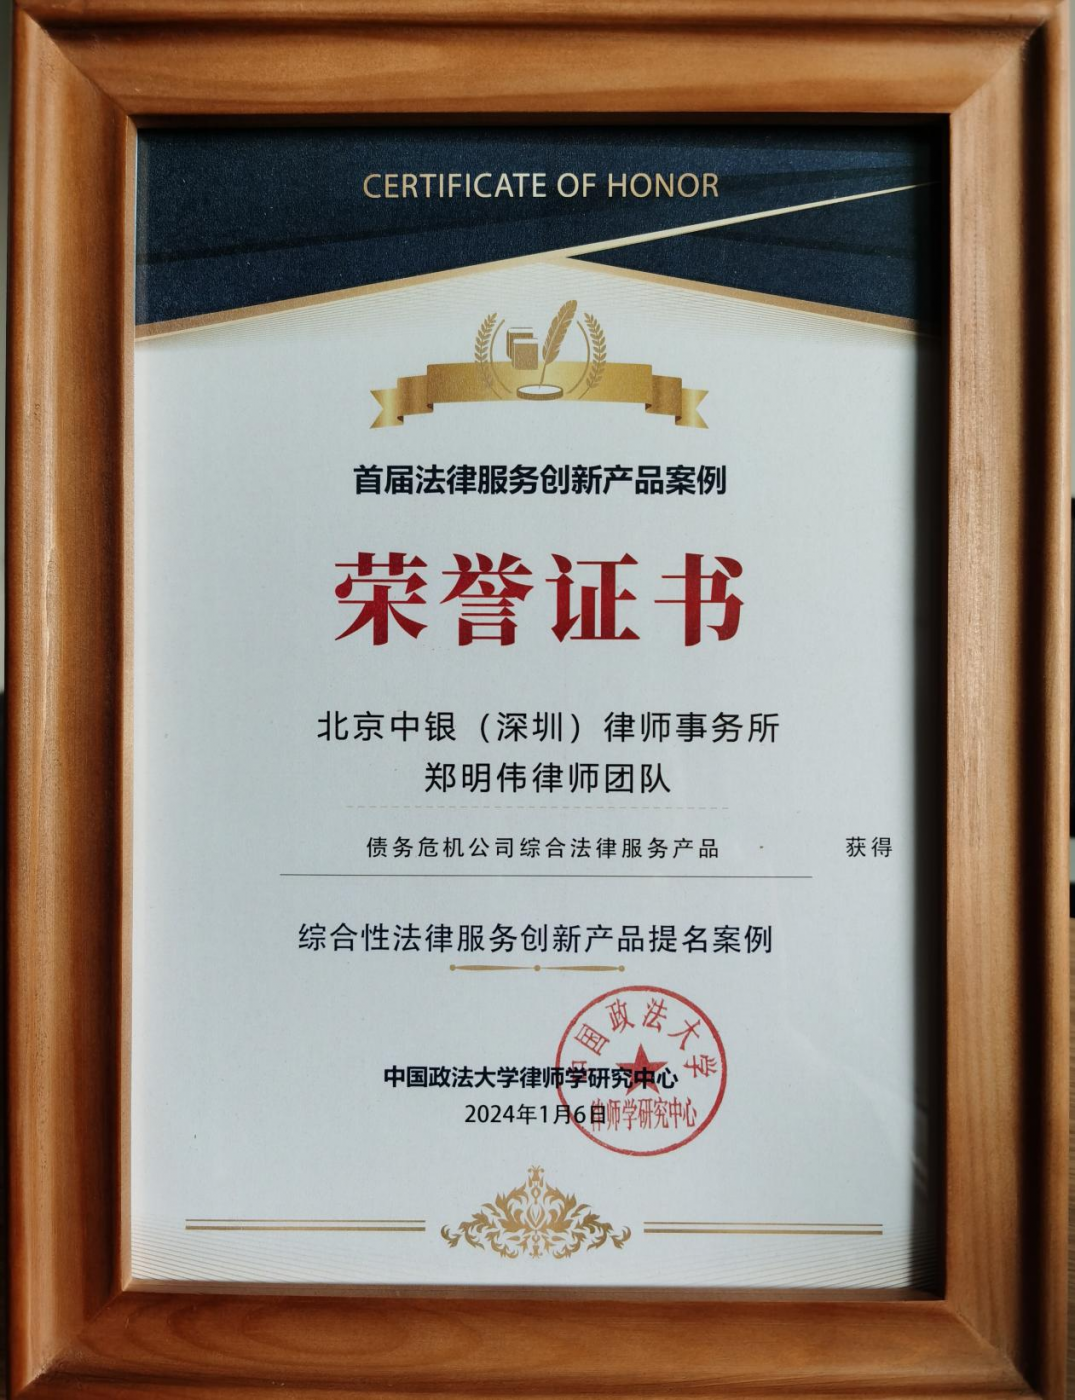 CERTIFICATE OF HONOR
首届法律服务创新产品案例
荣誉证书
北京中银（深圳）律师事务所
郑明伟律师团队
债务危机公司综合法律服务产品 获得
综合性法律服务创新产品提名案例
中国政法大学律师学研究中心
2024年1月6日
中国政法大学
律师学研究中心